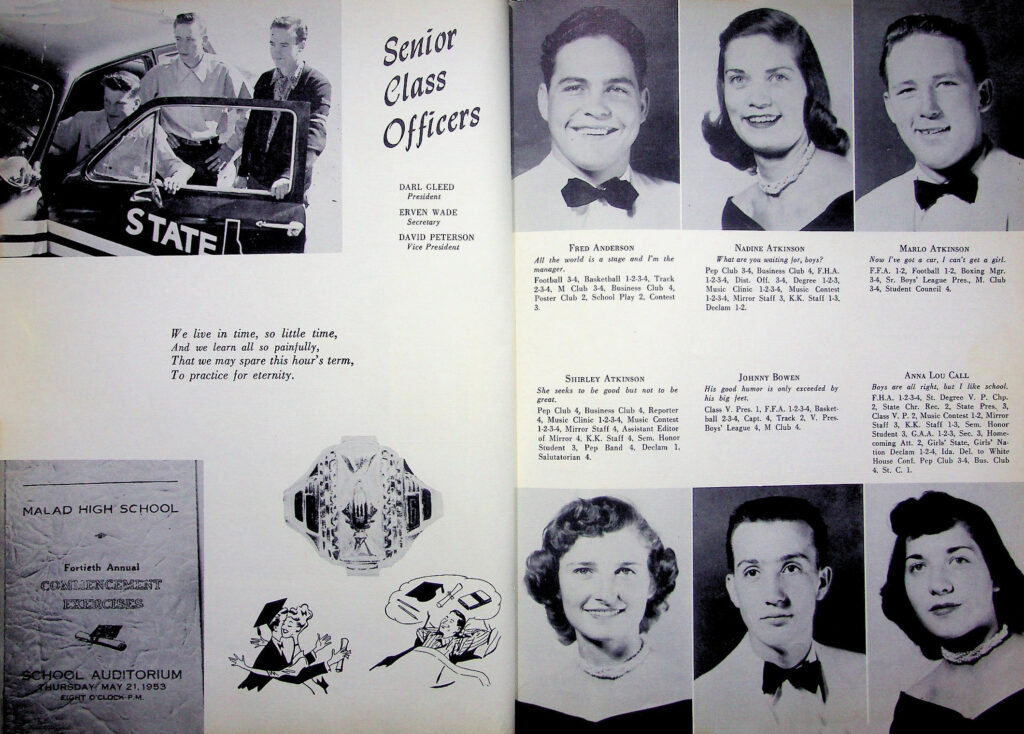 Senior
Class
Officers
DARL GLEED
President
ERVEN WADE
Secretary
DAVID PETERSON
Vice President
STATE
We live in time, so little time,
And we learn all so painfully,
That we may spare this hour's term,
To practice for eternity.
MALAD HIGH SCHOOL
Fortieth Annual
COMMENCEMENT
EXERCISES
SCHOOL AUDITORIUM
THURSDAY MAY 21, 1953
EIGHT O'CLOCK P.M.
FRED ANDERSON
All the world is a stage and I'm the
manager.
Football 3-4, Basketball 1-2-3-4, Track
2-3-4, M Club 3-4, Business Club 4,
Poster Club 2, School Play 2, Contest
3.
NADINE ATKINSON
What are you waiting for, boys?
Pep Club 3-4, Business Club 4, F.H.A.
1-2-3-4, Dist. Off. 3-4, Degree 1-2-3,
Music Clinic 1-2-3-4, Music Contest
1-2-3-4, Mirror Staff 3, K.K. Staff 1-3,
Declam 1-2.
MARLO ATKINSON
Now I've got a car, I can't get a girl.
F.F.A. 1-2, Football 1-2, Boxing Mgr.
3-4, Sr. Boys' League Pres., M. Club
3-4, Student Council 4.
SHIRLEY ATKINSON
She seeks to be good but not to be
great.
Pep Club 4, Business Club 4, Reporter
4, Music Clinic 1-2-3-4, Music Contest
1-2-3-4, Mirror Staff 4, Assistant Editor
of Mirror 4, K.K. Staff 4, Sem. Honor
Student 3, Pep Band 4, Declam 1,
Salutatorian 4.
JOHNNY BOWEN
His good humor is only exceeded by
his big feet.
Class V. Pres. 1, F.F.A. 1-2-3-4, Basket-
ball 2-3-4, Capt. 4, Track 2, V. Pres.
Boys' League 4, M Club 4.
ANNA LOU CALL
Boys are all right, but I like school.
F.H.A. 1-2-3-4, St. Degree V. P. Chp.
2, State Chr. Rec. 2, State Pres. 3,
Class V. P. 2, Music Contest 1-2, Mirror
Staff 3, K.K. Staff 1-3, Sem. Honor
Student 3, G.A.A. 1-2-3, Sec. 3, Home-
coming Att. 2, Girls' State, Girls' Na-
tion Declam 1-2-4, Ida. Del. to White
House Conf. Pep Club 3-4, Bus. Club
4, St. C. 1.